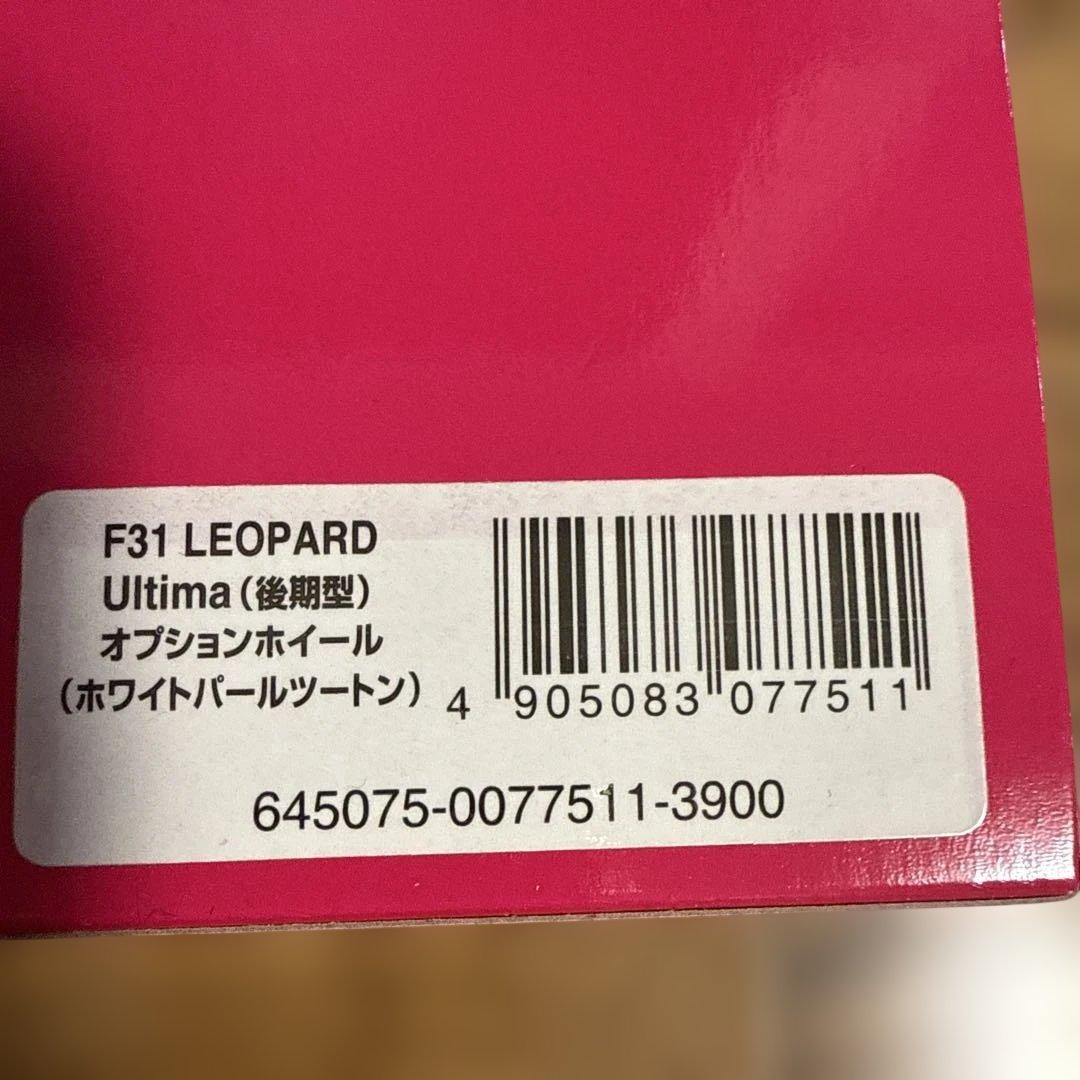 F31 LEOPARD
Ultima(後期型)
オプションホイール
(ホワイトパールツートン)
4 905083 077511
645075-0077511-3900